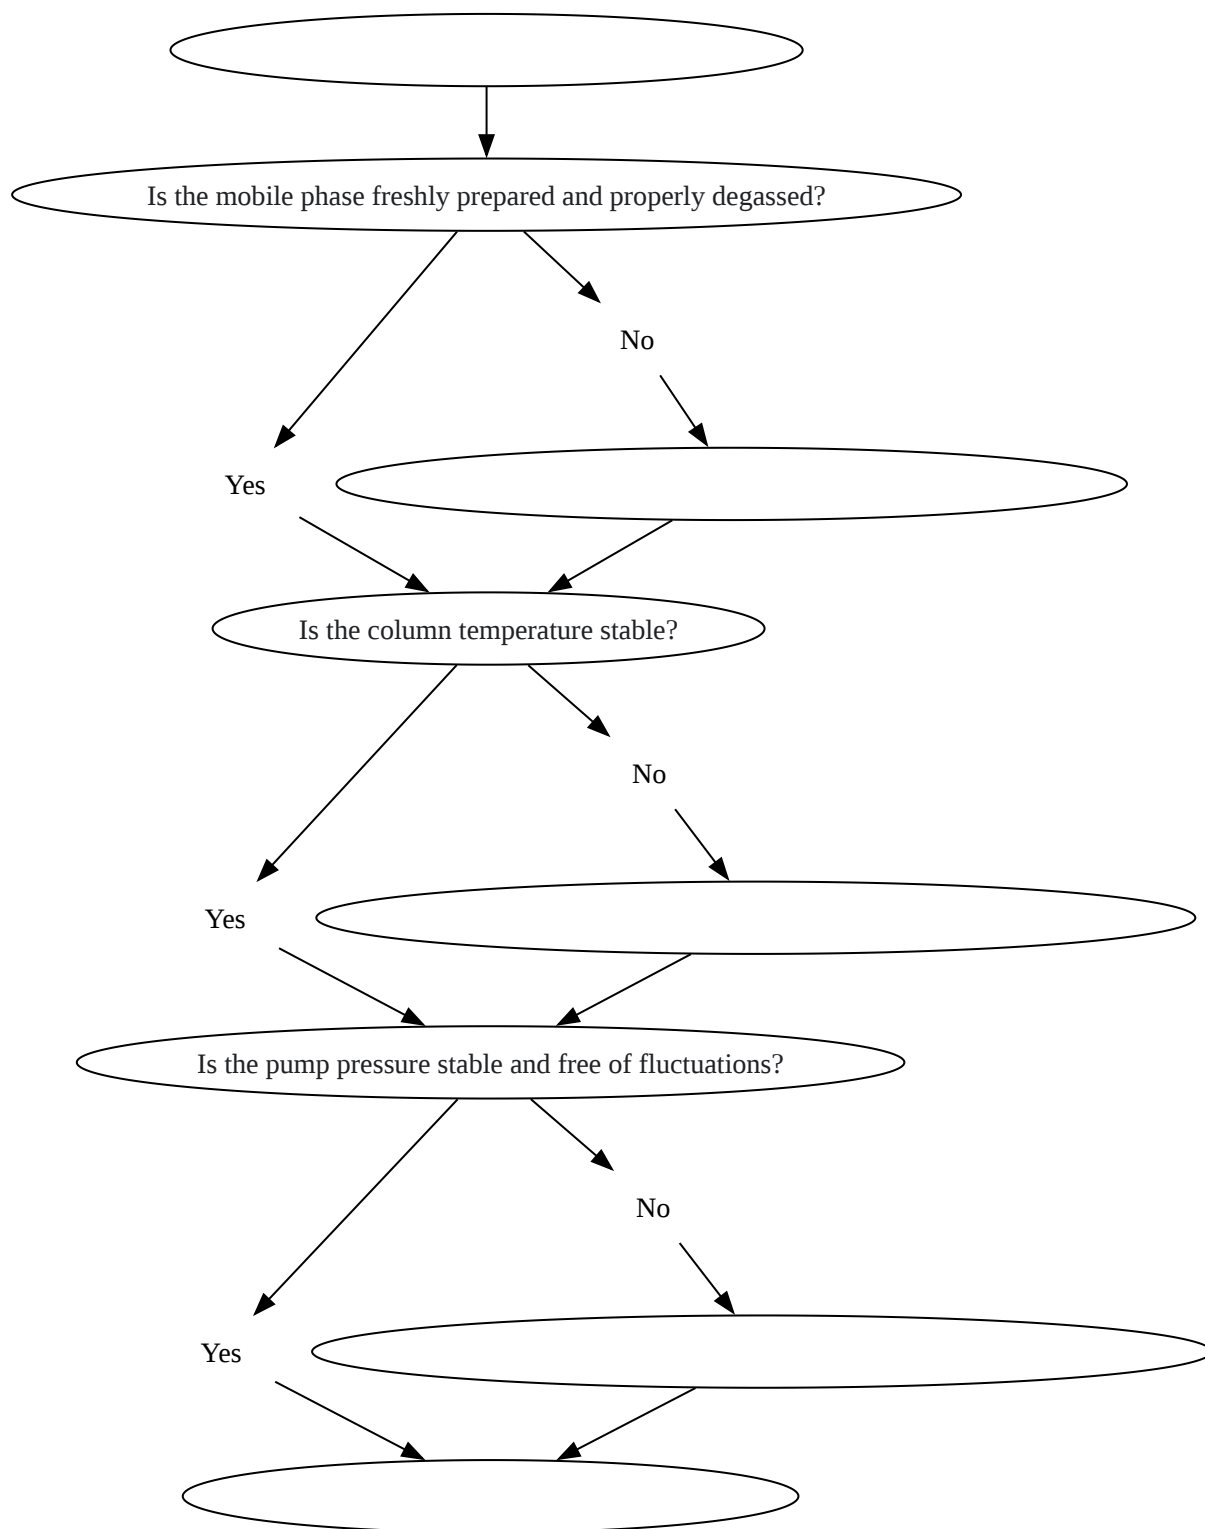 Is the mobile phase freshly prepared and properly degassed?
No
Yes
Is the column temperature stable?
No
Yes
Is the pump pressure stable and free of fluctuations?
No
Yes